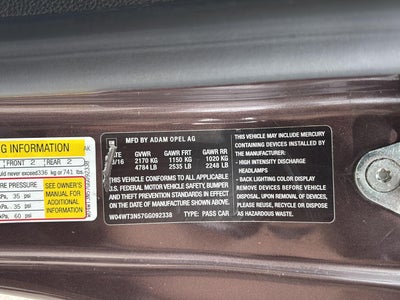 G INFORMATION
FRONT 2 REAR 2
never exceed 336 kg or 741 lbs.
E PRESSURE
kPa, 35 psi
kPa, 35 psi
kPa, 60 psi
SEE OWNER'S
MANUAL FOR
ADDITIONAL
INFORMATION
MFD BY ADAM OPEL AG
ATE GVWR GAWR FRT GAWR RR
/16 2170 KG 1150 KG 1020 KG
4784 LB 2535 LB 2248 LB
THIS VEHICLE CONFORMS TO ALL APPLICABLE
U.S. FEDERAL MOTOR VEHICLE SAFETY, BUMPER
AND THEFT PREVENTION STANDARDS IN EFFECT
ON THE DATE OF MANUFACTURE SHOWN ABOVE.
W04WT3N57GG092338 TYPE: PASS CAR
THIS VEHICLE MAY INCLUDE MERCURY
CONTAINING DEVICES INSTALLED BY
THE MANUFACTURER:
- HIGH INTENSITY DISCHARGE
HEADLAMPS
- BACK LIGHTING COLOR DISPLAY
REMOVE DEVICES BEFORE VEHICLE
DISPOSAL. UPON REMOVAL OF DEVICES
PLEASE REUSE, RECYCLE OR DISPOSE
AS HAZARDOUS WASTE.